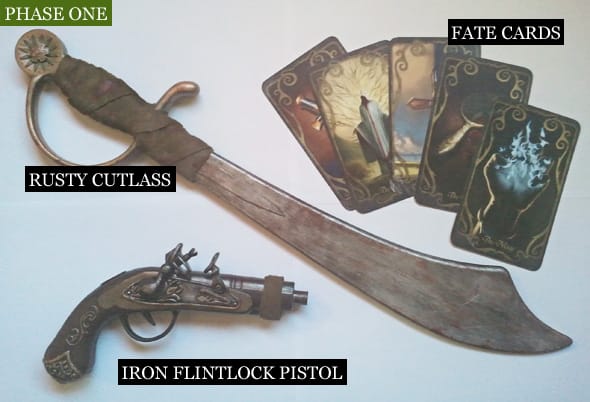 PHASE ONE
FATE CARDS
RUSTY CUTLASS
IRON FLINTLOCK PISTOL